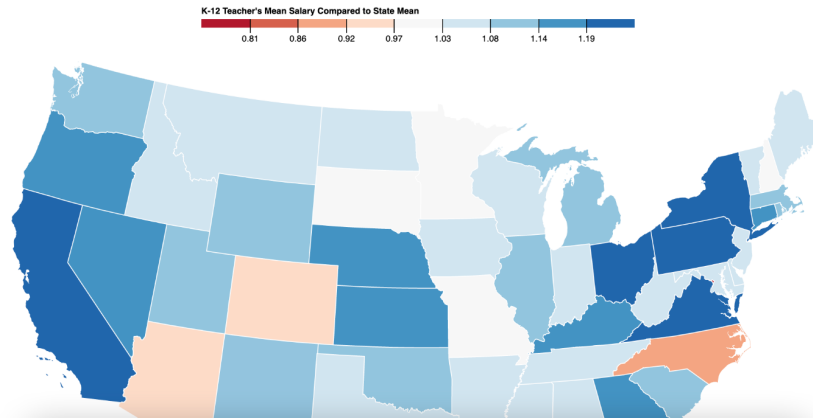 K-12 Teacher's Mean Salary Compared to State Mean
0.81 0.86 0.92 0.97 1.03 1.08 1.14 1.19